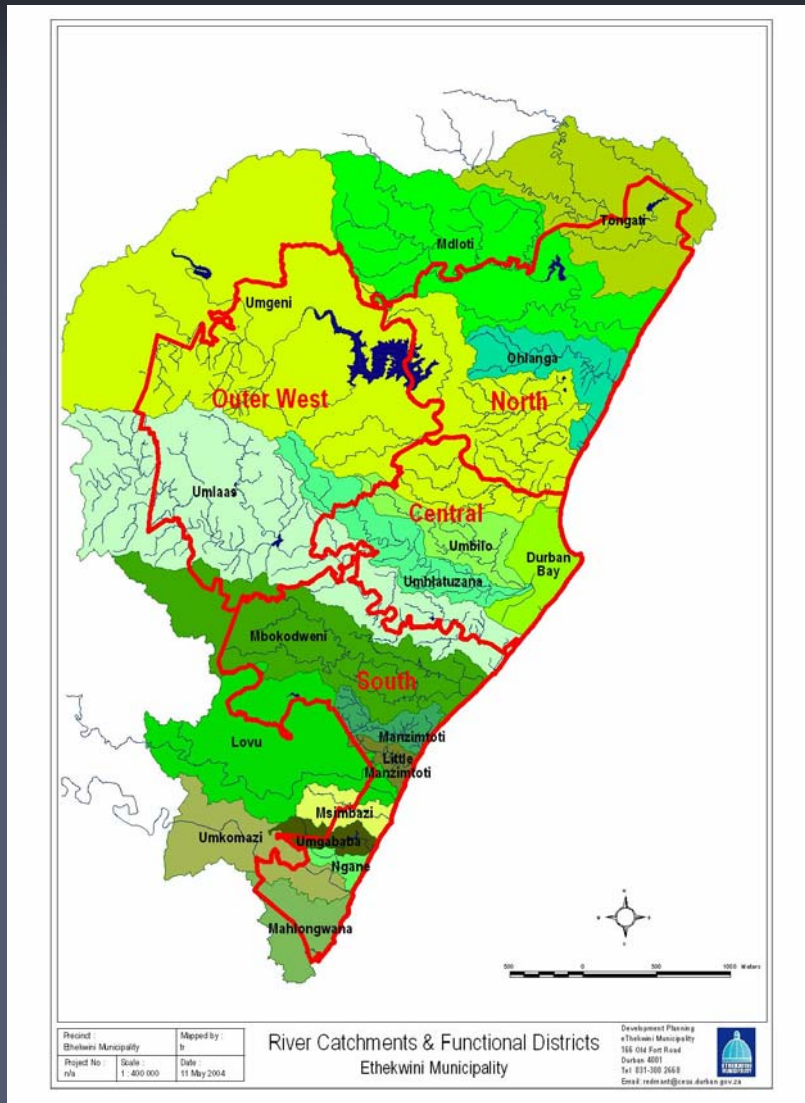 Tongati
Mdloti
Umgeni
Ohlanga
Outer West
North
Umlaas
Central
Umbilo
Durban
Bay
Umhlatuzana
Mbokodweni
South
Manzimtoti
Lovu
Little
Manzimtoti
Msimbazi
Umkomazi
Umgababa
Ngane
Mahlongwana
500 0 500 1000 Meters
Precinct :
Ethekwini Municipality
Mapped by :
Project No :
n/a
Scale :
1 : 400 000
Date :
11 May 2004
River Catchments & Functional Districts
Ethekwini Municipality
Development Planning
eThekwini Municipality
166 Old Fort Road
Durban 4001
ETHEKWINI
MUNICIPALITY